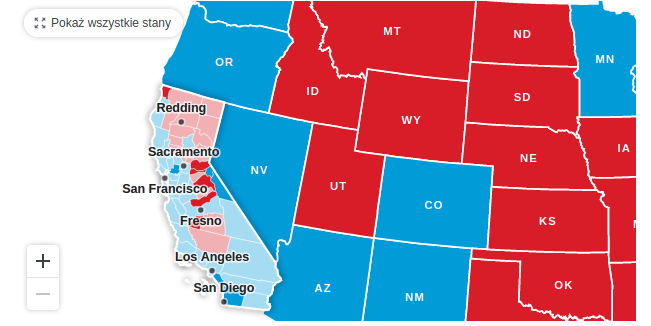 Pokaż wszystkie stany
MT
ND
MN
OR
ID
SD
Redding
WY
IA
Sacramento
NE
NV
UT
San Francisco
CO
Fresno
KS
Los Angeles
San Diego
AZ
NM
OK
+
−